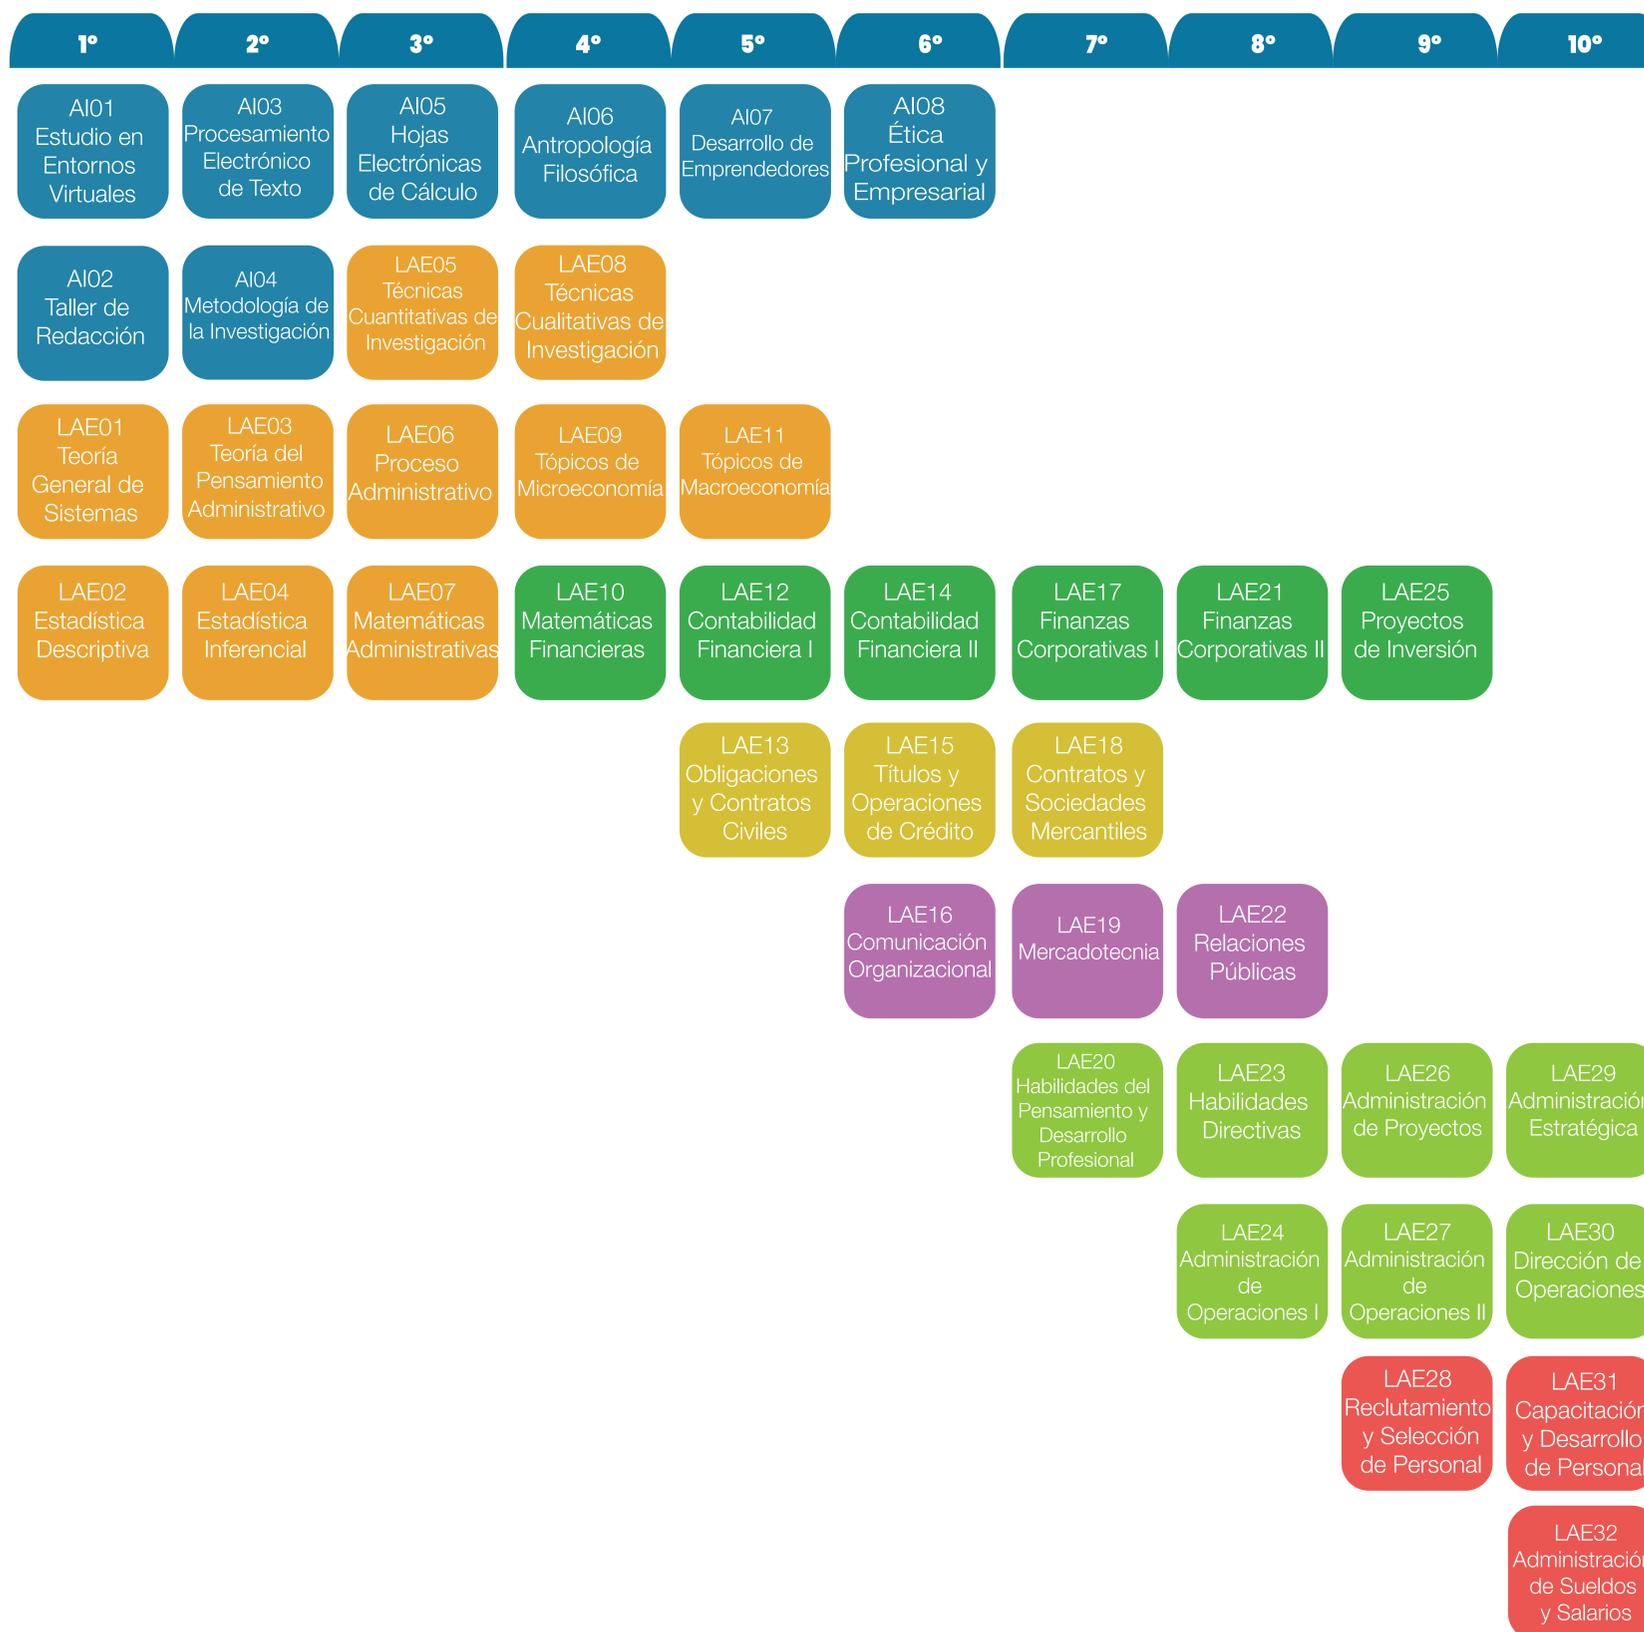 1º
2º
3º
4º
5º
6º
7º
8º
9º
10º
AI01
Estudio en
Entornos
Virtuales
AI03
Procesamiento
Electrónico
de Texto
AI05
Hojas
Electrónicas
de Cálculo
AI06
Antropología
Filosófica
AI07
Desarrollo de
Emprendedores
AI08
Ética
Profesional y
Empresarial
AI02
Taller de
Redacción
AI04
Metodología de
la Investigación
LAE05
Técnicas
Cuantitativas de
Investigación
LAE08
Técnicas
Cualitativas de
Investigación
LAE01
Teoría
General de
Sistemas
LAE03
Teoría del
Pensamiento
Administrativo
LAE06
Proceso
Administrativo
LAE09
Tópicos de
Microeconomía
LAE11
Tópicos de
Macroeconomía
LAE02
Estadística
Descriptiva
LAE04
Estadística
Inferencial
LAE07
Matemáticas
Administrativas
LAE10
Matemáticas
Financieras
LAE12
Contabilidad
Financiera I
LAE14
Contabilidad
Financiera II
LAE17
Finanzas
Corporativas I
LAE21
Finanzas
Corporativas II
LAE25
Proyectos
de Inversión
LAE13
Obligaciones
y Contratos
Civiles
LAE15
Títulos y
Operaciones
de Crédito
LAE18
Contratos y
Sociedades
Mercantiles
LAE16
Comunicación
Organizacional
LAE19
Mercadotecnia
LAE22
Relaciones
Públicas
LAE20
Habilidades del
Pensamiento y
Desarrollo
Profesional
LAE23
Habilidades
Directivas
LAE26
Administración
de Proyectos
LAE29
Administración
Estratégica
LAE24
Administración
de
Operaciones I
LAE27
Administración
de
Operaciones II
LAE30
Dirección de
Operaciones
LAE28
Reclutamiento
y Selección
de Personal
LAE31
Capacitación
y Desarrollo
de Personal
LAE32
Administración
de Sueldos
y Salarios